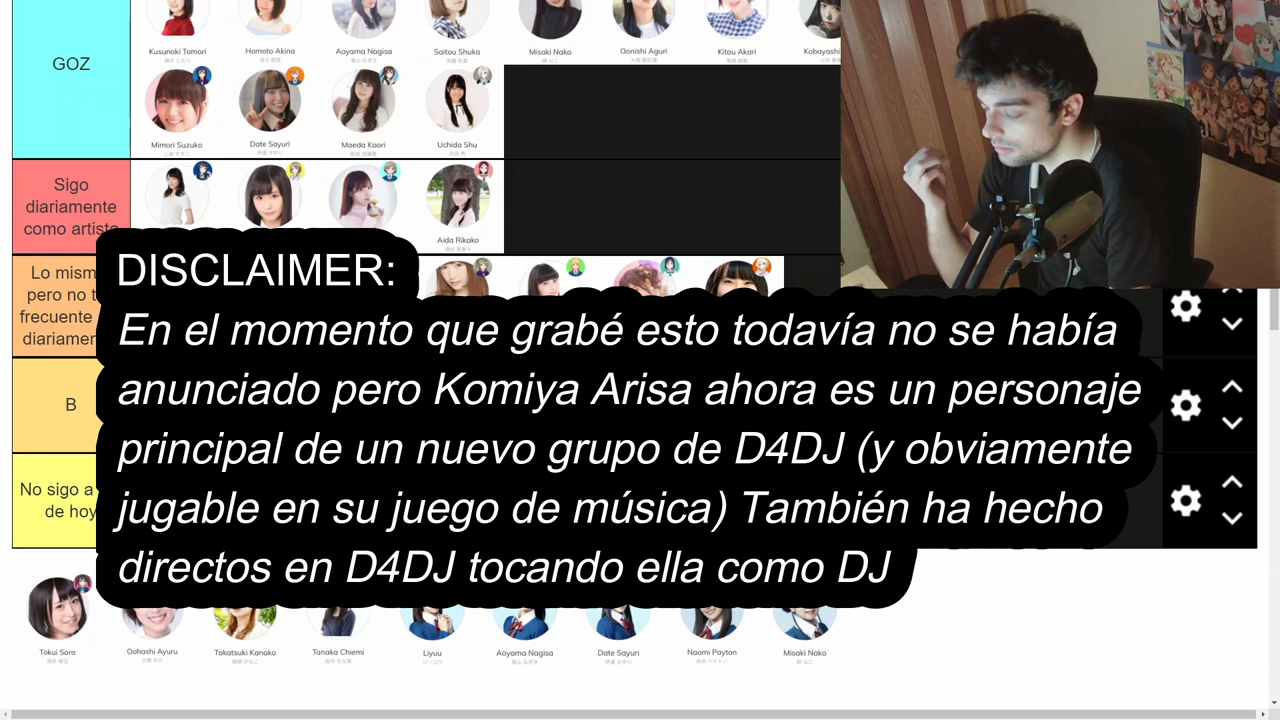 GOZ
Kusunoki Tomori
Homoto Akina
Aoyama Nagisa
Saitou Shuka
Misaki Nako
Oonishi Aguri
Kitou Akari
Kobayashi
Mimori Suzuko
Date Sayuri
Maeda Kaori
Uchida Shu
Sigo
diariamente
como artista
Aida Rikako
Lo mism
pero no t
frecuente
diariamen
B
No sigo a
de hoy
DISCLAIMER:
En el momento que grabé esto todavía no se había
anunciado pero Komiya Arisa ahora es un personaje
principal de un nuevo grupo de D4DJ (y obviamente
jugable en su juego de música) También ha hecho
directos en D4DJ tocando ella como DJ
Tokui Sora
Oohashi Ayuru
Takatsuki Kanako
Tanaka Chiemi
Liyuu
Aoyama Nagisa
Date Sayuri
Naomi Payton
Misaki Nako